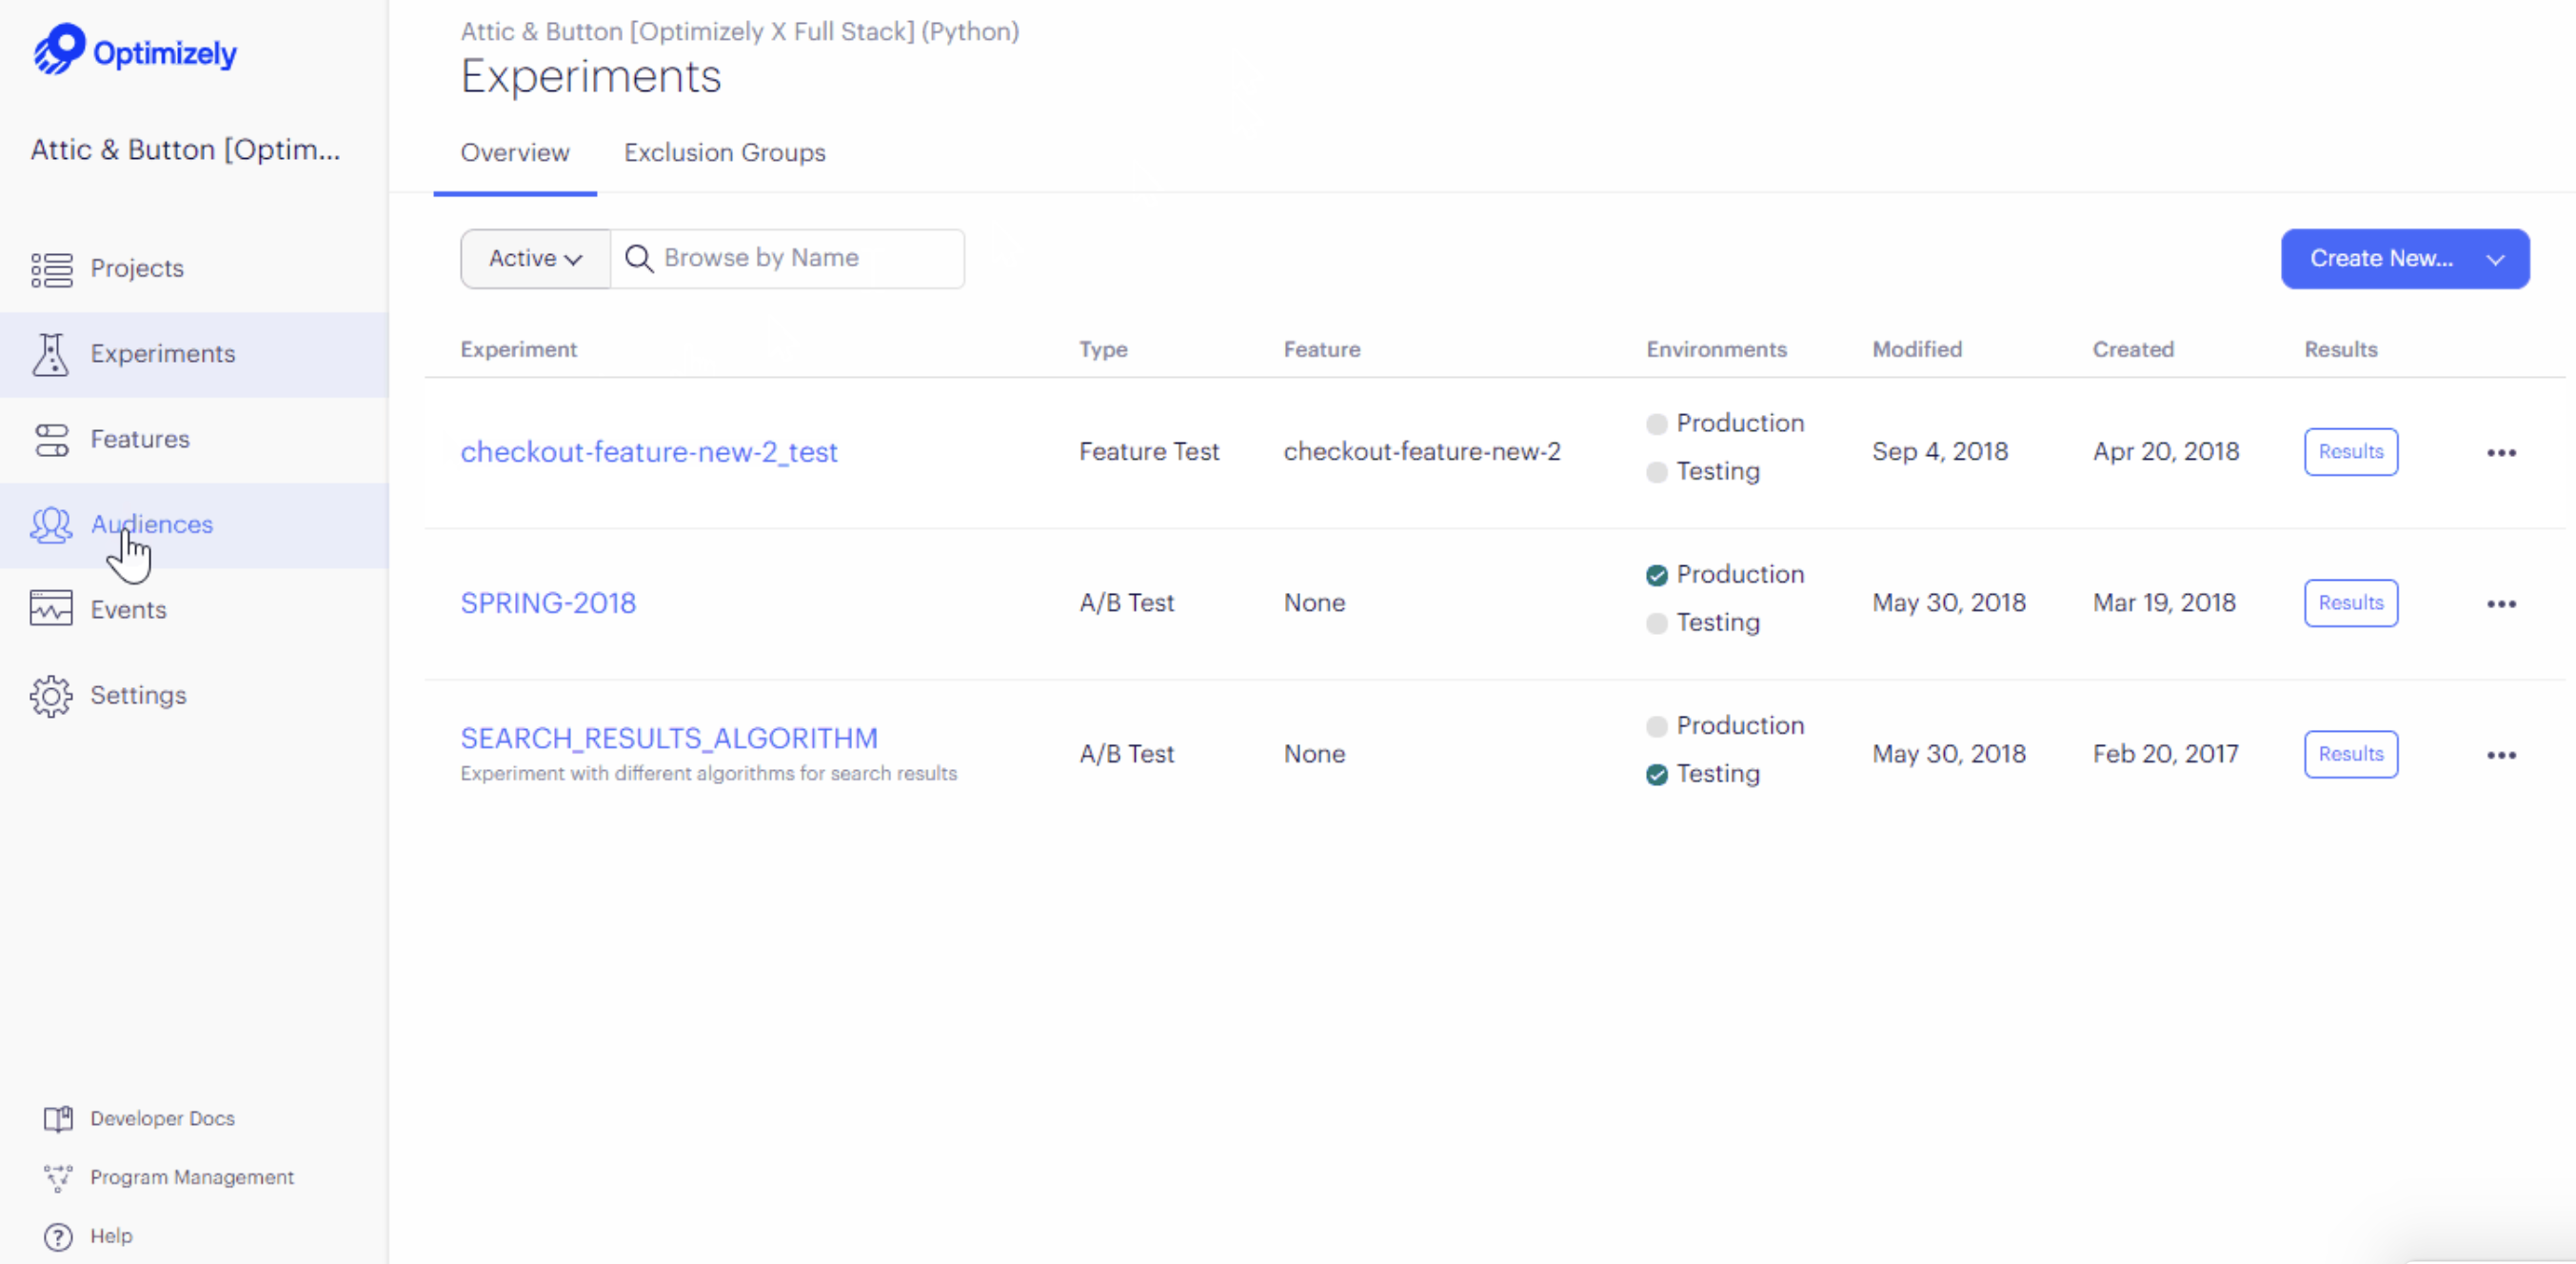 Optimizely
Attic & Button [Optim...
Projects
Experiments
Features
Audiences
Events
Settings
Developer Docs
Program Management
Help
Attic & Button [Optimizely X Full Stack] (Python)
Experiments
Overview Exclusion Groups
Active Browse by Name Create New...
Experiment Type Feature Environments Modified Created Results
checkout-feature-new-2_test Feature Test checkout-feature-new-2 Production Testing Sep 4, 2018 Apr 20, 2018 Results
SPRING-2018 A/B Test None Production Testing May 30, 2018 Mar 19, 2018 Results
SEARCH_RESULTS_ALGORITHM A/B Test None Production Testing May 30, 2018 Feb 20, 2017 Results
Experiment with different algorithms for search results